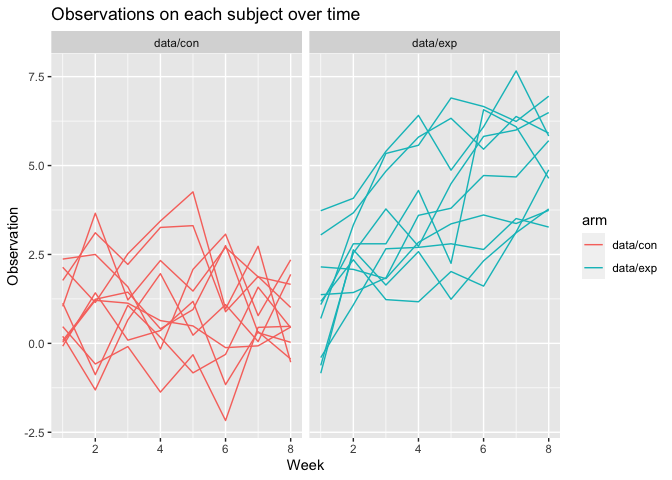 Observations on each subject over time
data/con
data/exp
7.5
5.0
2.5
0.0
-2.5
Observation
2
4
6
8
2
4
6
8
Week
arm
data/con
data/exp